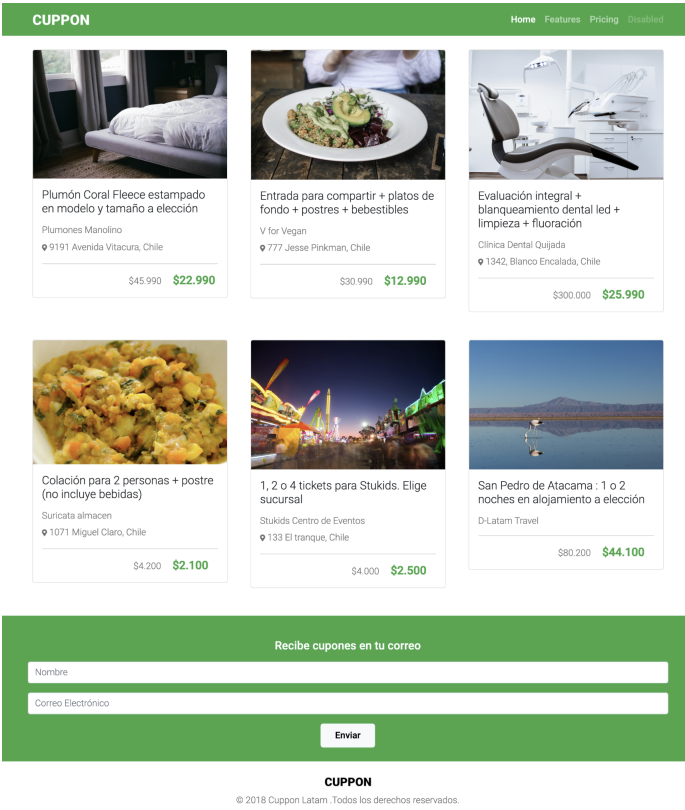 CUPPON
Home Features Pricing Disabled
Plumón Coral Fleece estampado
en modelo y tamaño a elección
Plumones Manolino
9191 Avenida Vitacura, Chile
$45.990 $22.990
Entrada para compartir + platos de
fondo + postres + bebestibles
V for Vegan
777 Jesse Pinkman, Chile
$30.990 $12.990
Evaluación integral +
blanqueamiento dental led +
limpieza + fluoración
Clínica Dental Quijada
1342, Blanco Encalada, Chile
$300.000 $25.990
Colación para 2 personas + postre
(no incluye bebidas)
Suricata almacen
1071 Miguel Claro, Chile
$4.200 $2.100
1, 2 o 4 tickets para Stukids. Elige
sucursal
Stukids Centro de Eventos
133 El tranque, Chile
$4.000 $2.500
San Pedro de Atacama : 1 o 2
noches en alojamiento a elección
D-Latam Travel
$80.200 $44.100
Recibe cupones en tu correo
Nombre
Correo Electrónico
Enviar
CUPPON
© 2018 Cuppon Latam .Todos los derechos reservados.